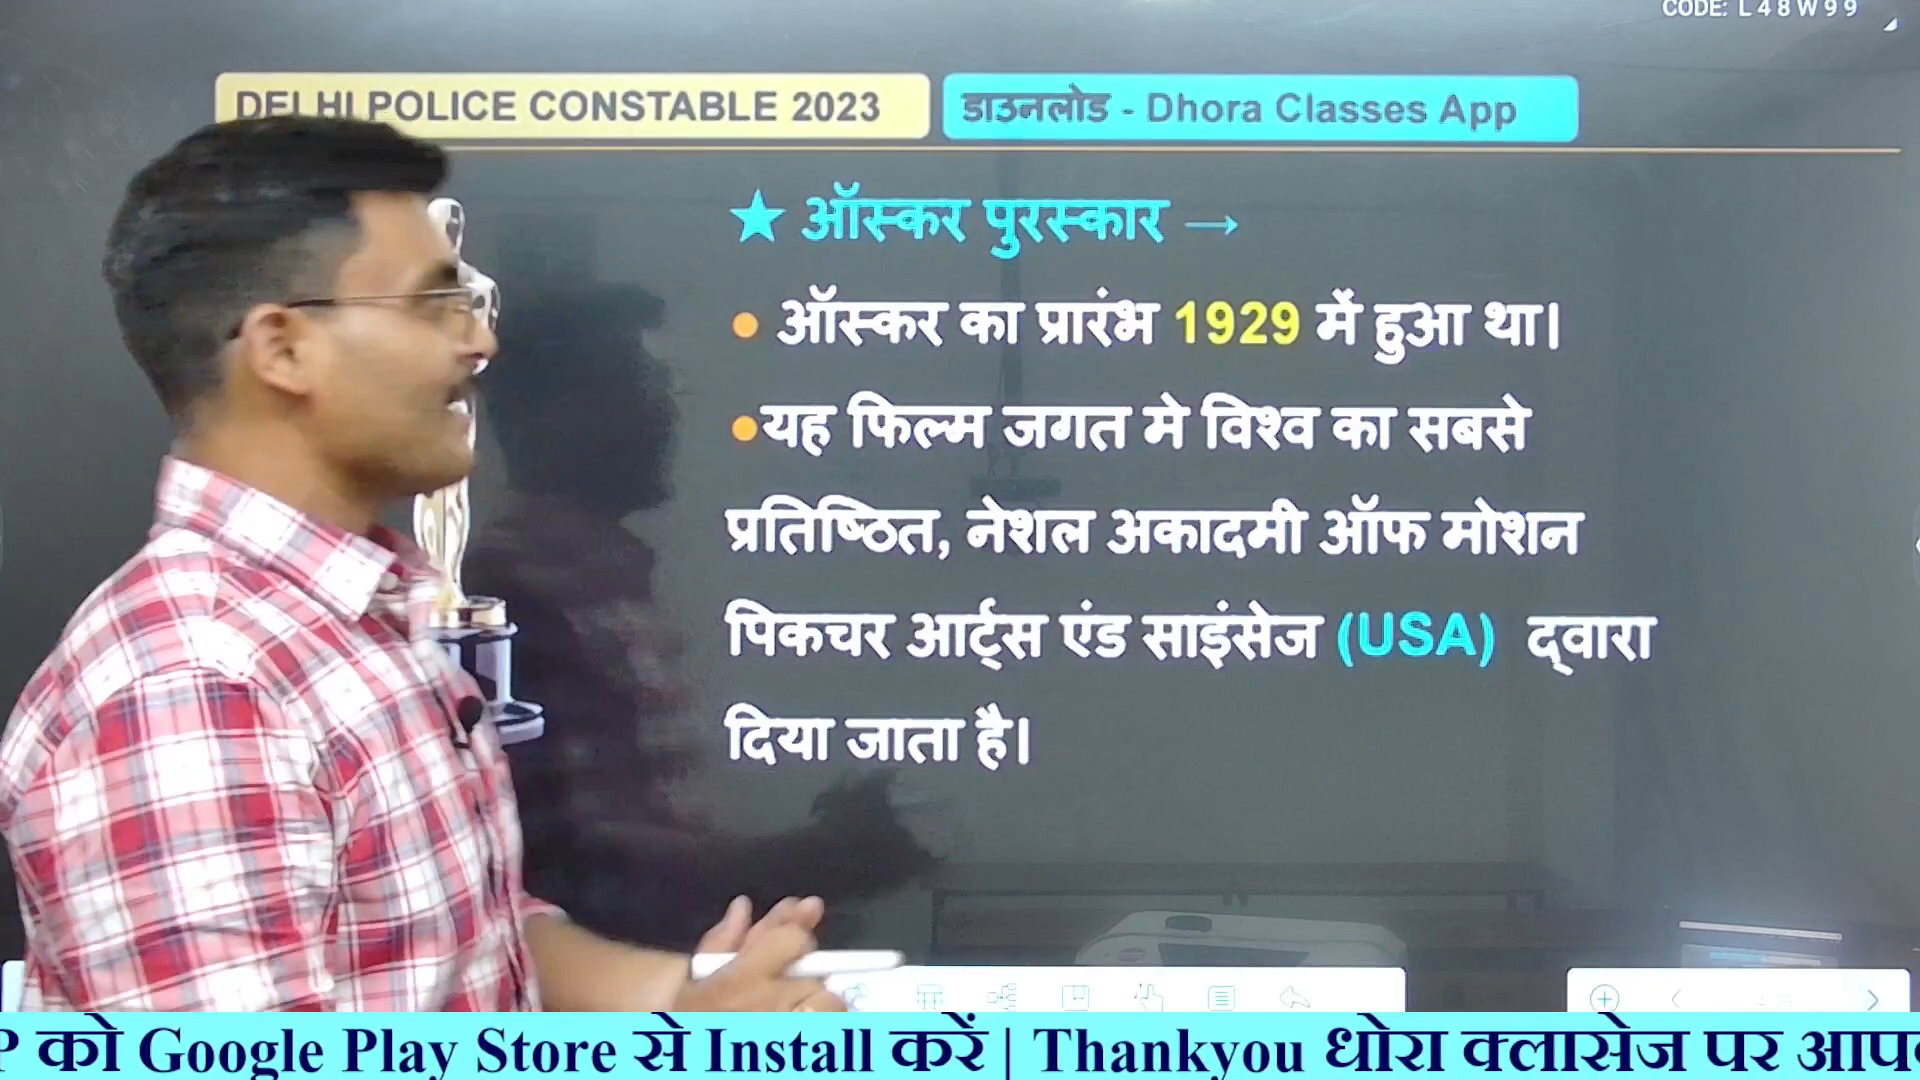 CODE: L48W99
DELHI POLICE CONSTABLE 2023
डाउनलोड - Dhora Classes App
★ ऑस्कर पुरस्कार →
• ऑस्कर का प्रारंभ 1929 में हुआ था।
•यह फिल्म जगत मे विश्व का सबसे
प्रतिष्ठित, नेशल अकादमी ऑफ मोशन
पिकचर आर्ट्स एंड साइंसेज (USA) द्वारा
दिया जाता है।
P को Google Play Store से Install करें | Thankyou धोरा क्लासेज पर